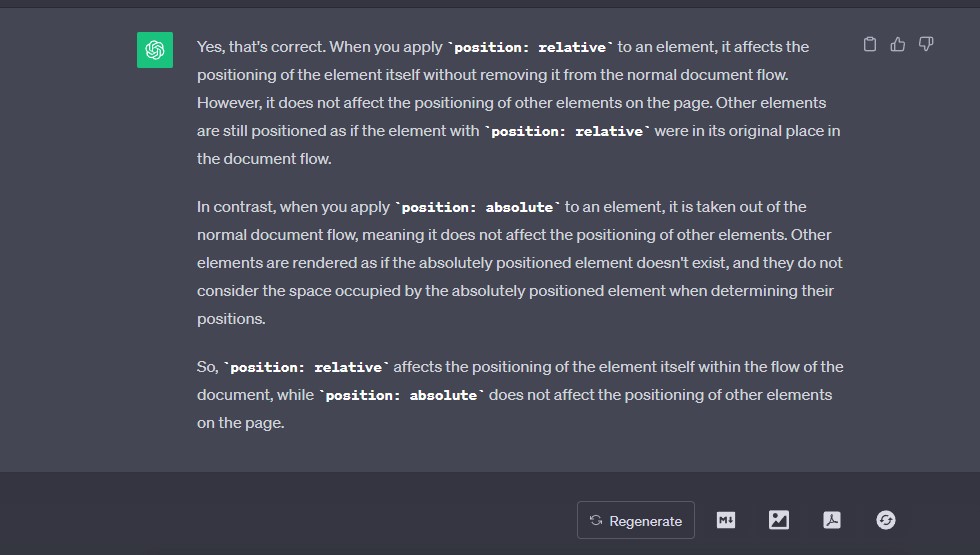 Yes, that's correct. When you apply `position: relative` to an element, it affects the
positioning of the element itself without removing it from the normal document flow.
However, it does not affect the positioning of other elements on the page. Other elements
are still positioned as if the element with `position: relative` were in its original place in
the document flow.
In contrast, when you apply `position: absolute` to an element, it is taken out of the
normal document flow, meaning it does not affect the positioning of other elements. Other
elements are rendered as if the absolutely positioned element doesn't exist, and they do not
consider the space occupied by the absolutely positioned element when determining their
positions.
So, `position: relative` affects the positioning of the element itself within the flow of the
document, while `position: absolute` does not affect the positioning of other elements
on the page.
Regenerate
M↓